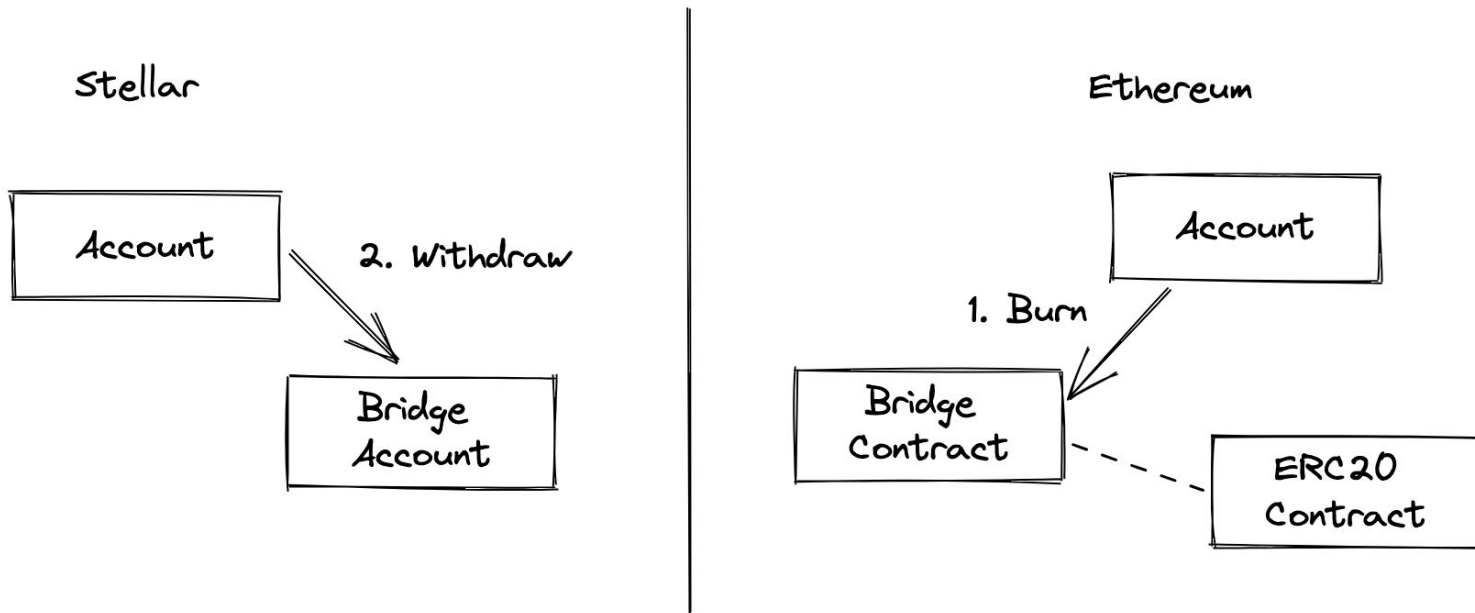 Stellar
Account
2. Withdraw
Bridge
Account
Ethereum
Account
1. Burn
Bridge
Contract
ERC20
Contract